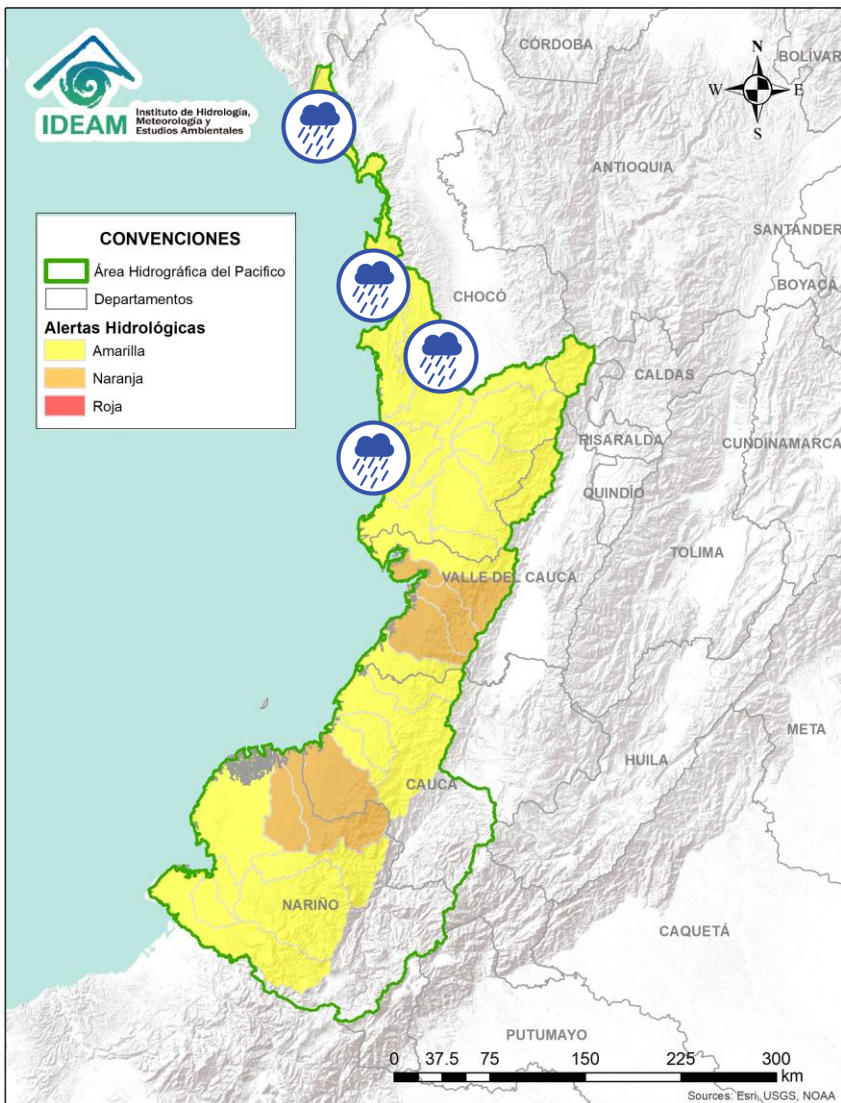 IDEAM
Instituto de Hidrología,
Meteorología y
Estudios Ambientales
CÓRDOBA
BOLÍVAR
N
W
E
S
ANTIOQUIA
SANTANDER
BOYACÁ
CONVENCIONES
Área Hidrográfica del Pacifico
Departamentos
Alertas Hidrológicas
Amarilla
Naranja
Roja
CHOCÓ
CALDAS
RISARALDA
CUNDINAMARCA
QUINDÍO
TOLIMA
VALLE DEL CAUCA
META
HUILA
CAUCA
NARIÑO
CAQUETÁ
PUTUMAYO
0 37.5 75 150 225 300
km
Sources: Esri, USGS, NOAA